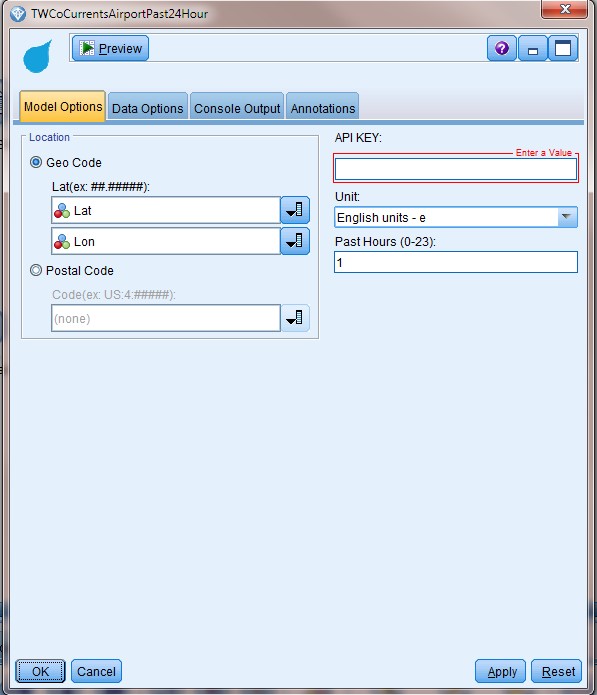 TWCoCurrentsAirportPast24Hour
Preview
?
Model Options
Data Options
Console Output
Annotations
Location
Geo Code
Lat(ex: ##.#####):
Lat
Lon
Postal Code
Code(ex: US:4:#####):
(none)
API KEY:
Enter a Value
Unit:
English units - e
Past Hours (0-23):
1
OK
Cancel
Apply
Reset